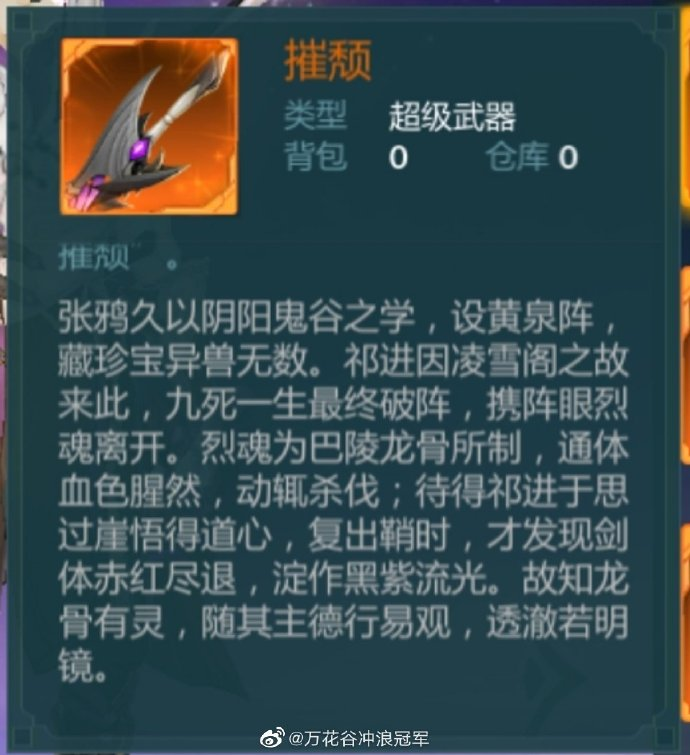 摧颓
类型 超级武器
背包 0 仓库 0
摧颓 。
张鸦久以阴阳鬼谷之学，设黄泉阵，
藏珍宝异兽无数。祁进因凌雪阁之故
来此，九死一生最终破阵，携阵眼烈
魂离开。烈魂为巴陵龙骨所制，通体
血色腥然，动辄杀伐；待得祁进于思
过崖悟得道心，复出鞘时，才发现剑
体赤红尽退，淀作黑紫流光。故知龙
骨有灵，随其主德行易观，透澈若明
镜。
@万花谷冲浪冠军